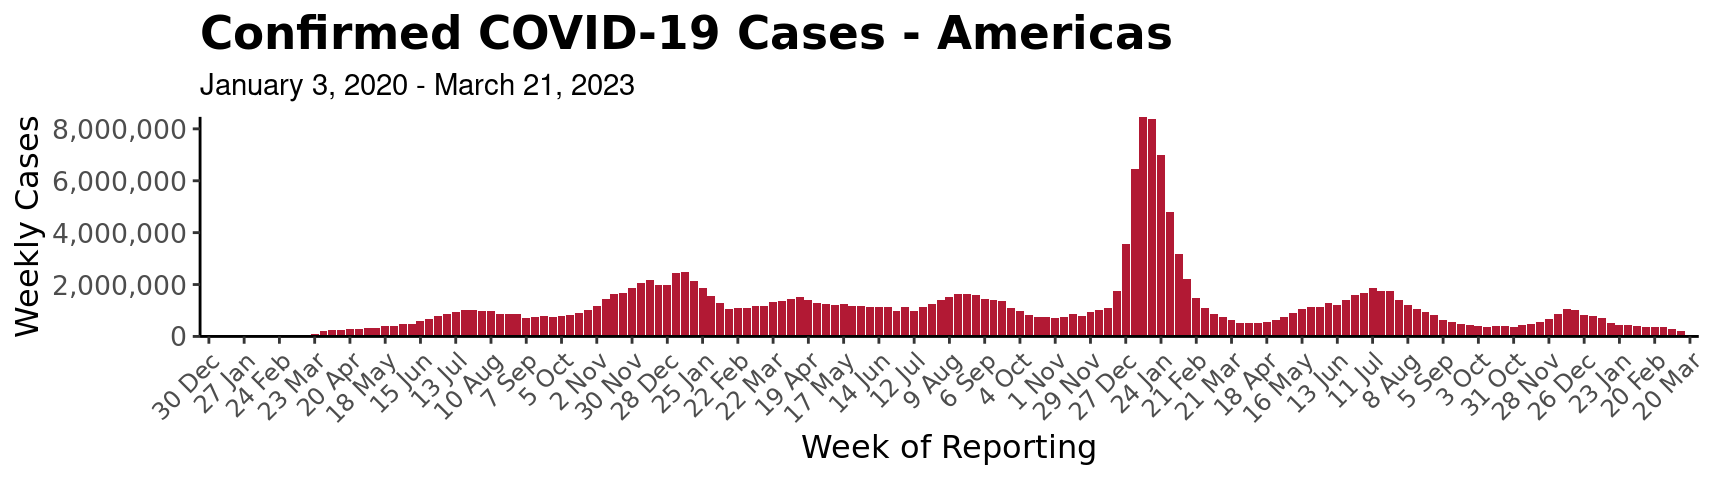 Confirmed COVID-19 Cases - Americas
January 3, 2020 - March 21, 2023
Weekly Cases
8,000,000
6,000,000
4,000,000
2,000,000
0
30 Dec
27 Jan
24 Feb
23 Mar
20 Apr
18 May
15 Jun
13 Jul
10 Aug
7 Sep
5 Oct
2 Nov
30 Nov
28 Dec
25 Jan
22 Feb
22 Mar
19 Apr
17 May
14 Jun
12 Jul
9 Aug
6 Sep
4 Oct
1 Nov
29 Nov
27 Dec
24 Jan
21 Feb
21 Mar
18 Apr
16 May
13 Jun
11 Jul
8 Aug
5 Sep
3 Oct
31 Oct
28 Nov
26 Dec
23 Jan
20 Feb
20 Mar
Week of Reporting